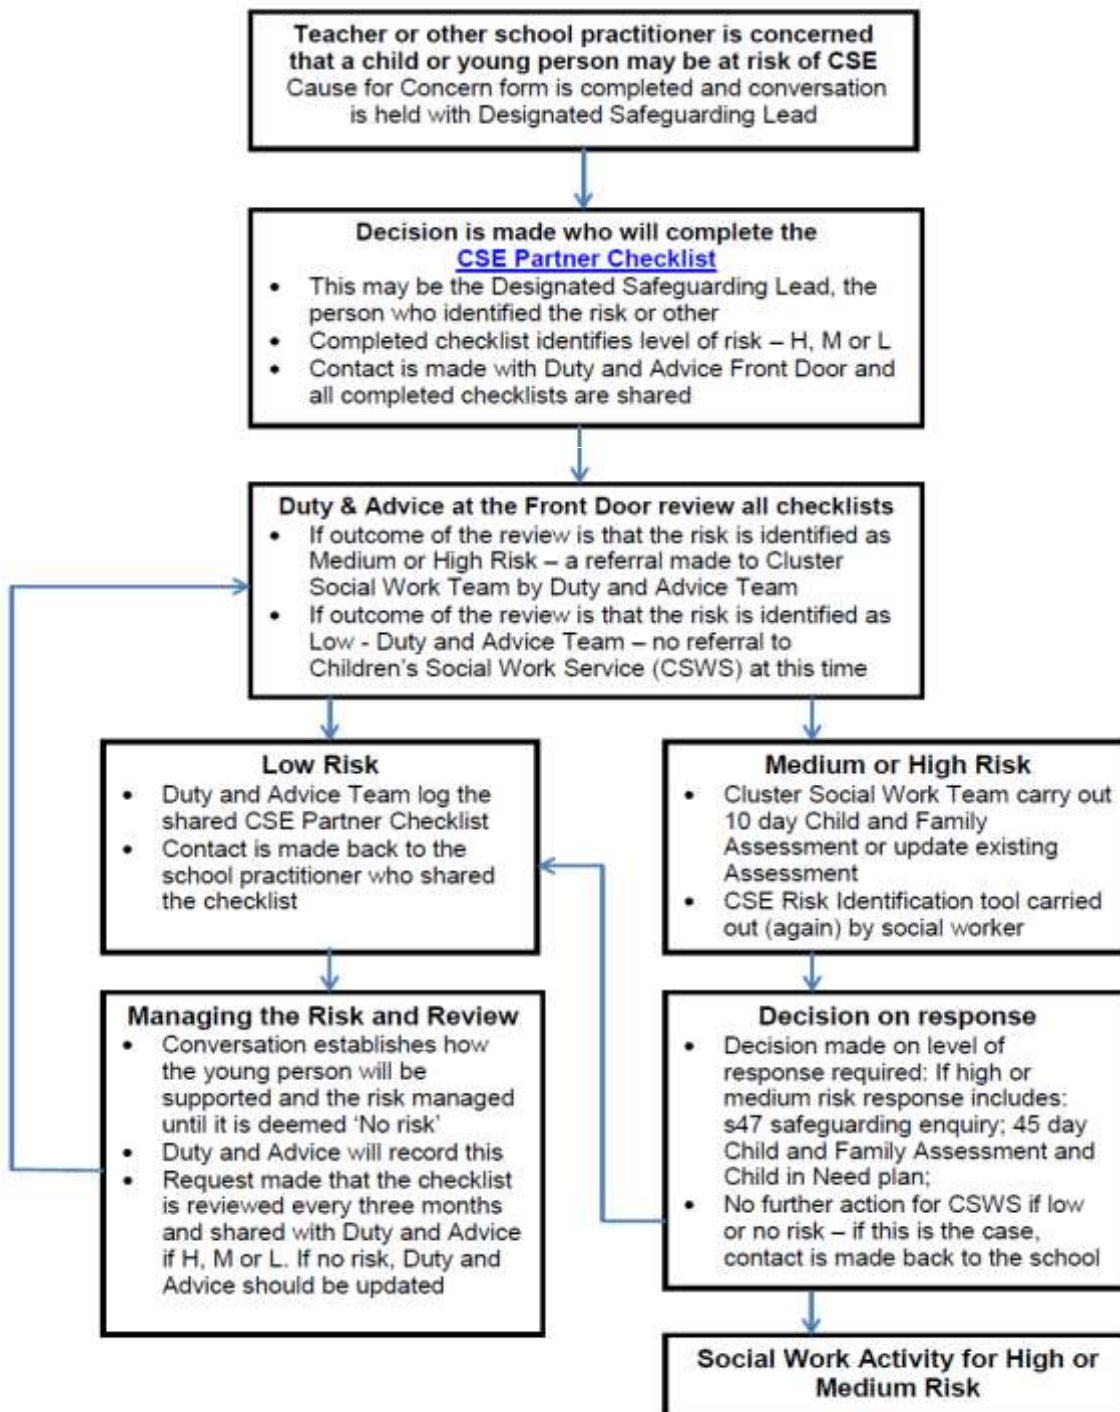 Teacher or other school practitioner is concerned
that a child or young person may be at risk of CSE
Cause for Concern form is completed and conversation
is held with Designated Safeguarding Lead
Decision is made who will complete the
CSE Partner Checklist
• This may be the Designated Safeguarding Lead, the
person who identified the risk or other
• Completed checklist identifies level of risk – H, M or L
• Contact is made with Duty and Advice Front Door and
all completed checklists are shared
Duty & Advice at the Front Door review all checklists
• If outcome of the review is that the risk is identified as
Medium or High Risk – a referral made to Cluster
Social Work Team by Duty and Advice Team
• If outcome of the review is that the risk is identified as
Low - Duty and Advice Team – no referral to
Children's Social Work Service (CSWS) at this time
Low Risk
• Duty and Advice Team log the
shared CSE Partner Checklist
• Contact is made back to the
school practitioner who shared
the checklist
Medium or High Risk
• Cluster Social Work Team carry out
10 day Child and Family
Assessment or update existing
Assessment
• CSE Risk Identification tool carried
out (again) by social worker
Managing the Risk and Review
• Conversation establishes how
the young person will be
supported and the risk managed
until it is deemed 'No risk'
• Duty and Advice will record this
• Request made that the checklist
is reviewed every three months
and shared with Duty and Advice
if H, M or L. If no risk, Duty and
Advice should be updated
Decision on response
• Decision made on level of
response required: If high or
medium risk response includes:
s47 safeguarding enquiry; 45 day
Child and Family Assessment and
Child in Need plan;
• No further action for CSWS if low
or no risk – if this is the case,
contact is made back to the school
Social Work Activity for High or
Medium Risk